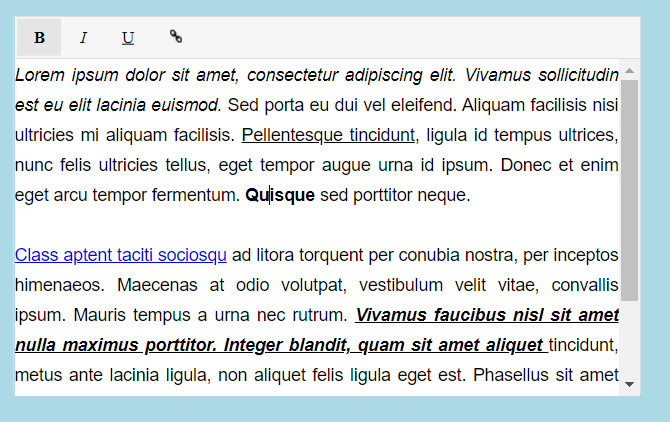 B I U
Lorem ipsum dolor sit amet, consectetur adipiscing elit. Vivamus sollicitudin
est eu elit lacinia euismod. Sed porta eu dui vel eleifend. Aliquam facilisis nisi
ultricies mi aliquam facilisis. Pellentesque tincidunt, ligula id tempus ultrices,
nunc felis ultricies tellus, eget tempor augue urna id ipsum. Donec et enim
eget arcu tempor fermentum. Quisque sed porttitor neque.
Class aptent taciti sociosqu ad litora torquent per conubia nostra, per inceptos
himenaeos. Maecenas at odio volutpat, vestibulum velit vitae, convallis
ipsum. Mauris tempus a urna nec rutrum. Vivamus faucibus nisl sit amet
nulla maximus porttitor. Integer blandit, quam sit amet aliquet tincidunt,
metus ante lacinia ligula, non aliquet felis ligula eget est. Phasellus sit amet